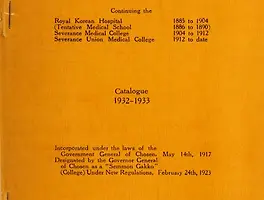 Continuing the
Royal Korean Hospital 1885 to 1904
(Tentative Medical School 1886 to 1890)
Severance Medical College 1904 to 1912
Severance Union Medical College 1912 to date
Catalogue
1932-1933
Incorporated under the laws of the
Government General of Chosen, May 14th, 1917
Designated by the Governor General
of Chosen as a "Semmon Gakko"
(College) Under New Regulations, February 24th, 1923